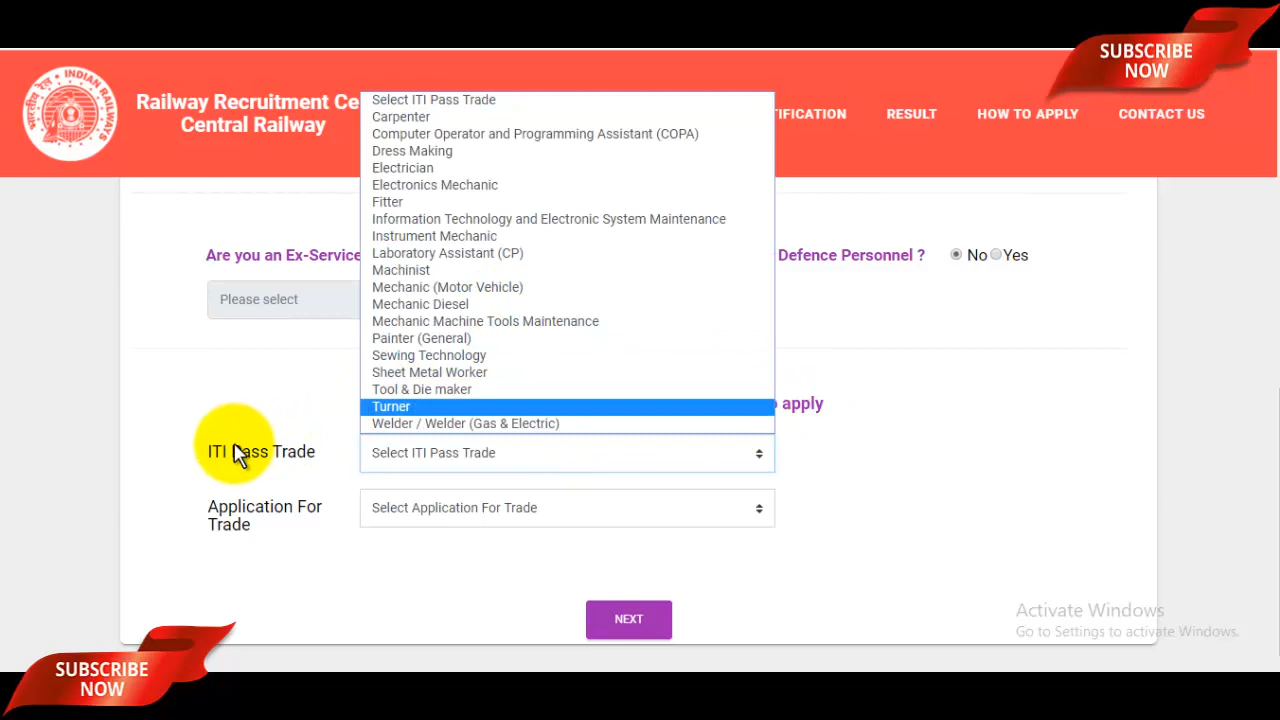 SUBSCRIBE
NOW
INDIAN RAILWAYS
भारतीय रेल
Railway Recruitment Ce
Central Railway
TIFICATION
RESULT
HOW TO APPLY
CONTACT US
Select ITI Pass Trade
Carpenter
Computer Operator and Programming Assistant (COPA)
Dress Making
Electrician
Electronics Mechanic
Fitter
Information Technology and Electronic System Maintenance
Instrument Mechanic
Laboratory Assistant (CP)
Machinist
Mechanic (Motor Vehicle)
Mechanic Diesel
Mechanic Machine Tools Maintenance
Painter (General)
Sewing Technology
Sheet Metal Worker
Tool & Die maker
Turner
Welder / Welder (Gas & Electric)
Are you an Ex-Service
Defence Personnel ?
No Yes
Please select
o apply
ITI Pass Trade
Select ITI Pass Trade
Application For
Trade
Select Application For Trade
NEXT
Activate Windows
Go to Settings to activate Windows.
SUBSCRIBE
NOW